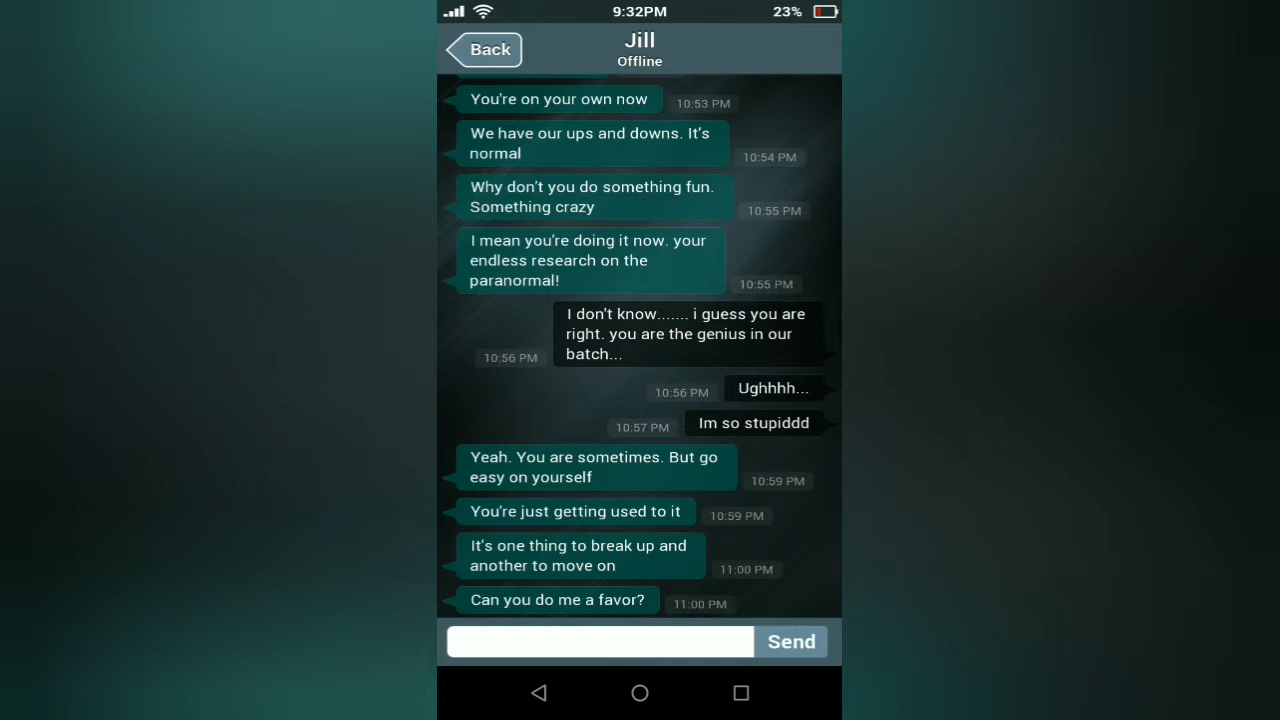 9:32PM
23%
Back
Jill
Offline
You're on your own now
10:53 PM
We have our ups and downs. It's
normal
10:54 PM
Why don't you do something fun.
Something crazy
10:55 PM
I mean you're doing it now. your
endless research on the
paranormal!
10:55 PM
I don't know....... i guess you are
right. you are the genius in our
batch...
10:56 PM
Ughhhh...
10:56 PM
Im so stupiddd
10:57 PM
Yeah. You are sometimes. But go
easy on yourself
10:59 PM
You're just getting used to it
10:59 PM
It's one thing to break up and
another to move on
11:00 PM
Can you do me a favor?
11:00 PM
Send